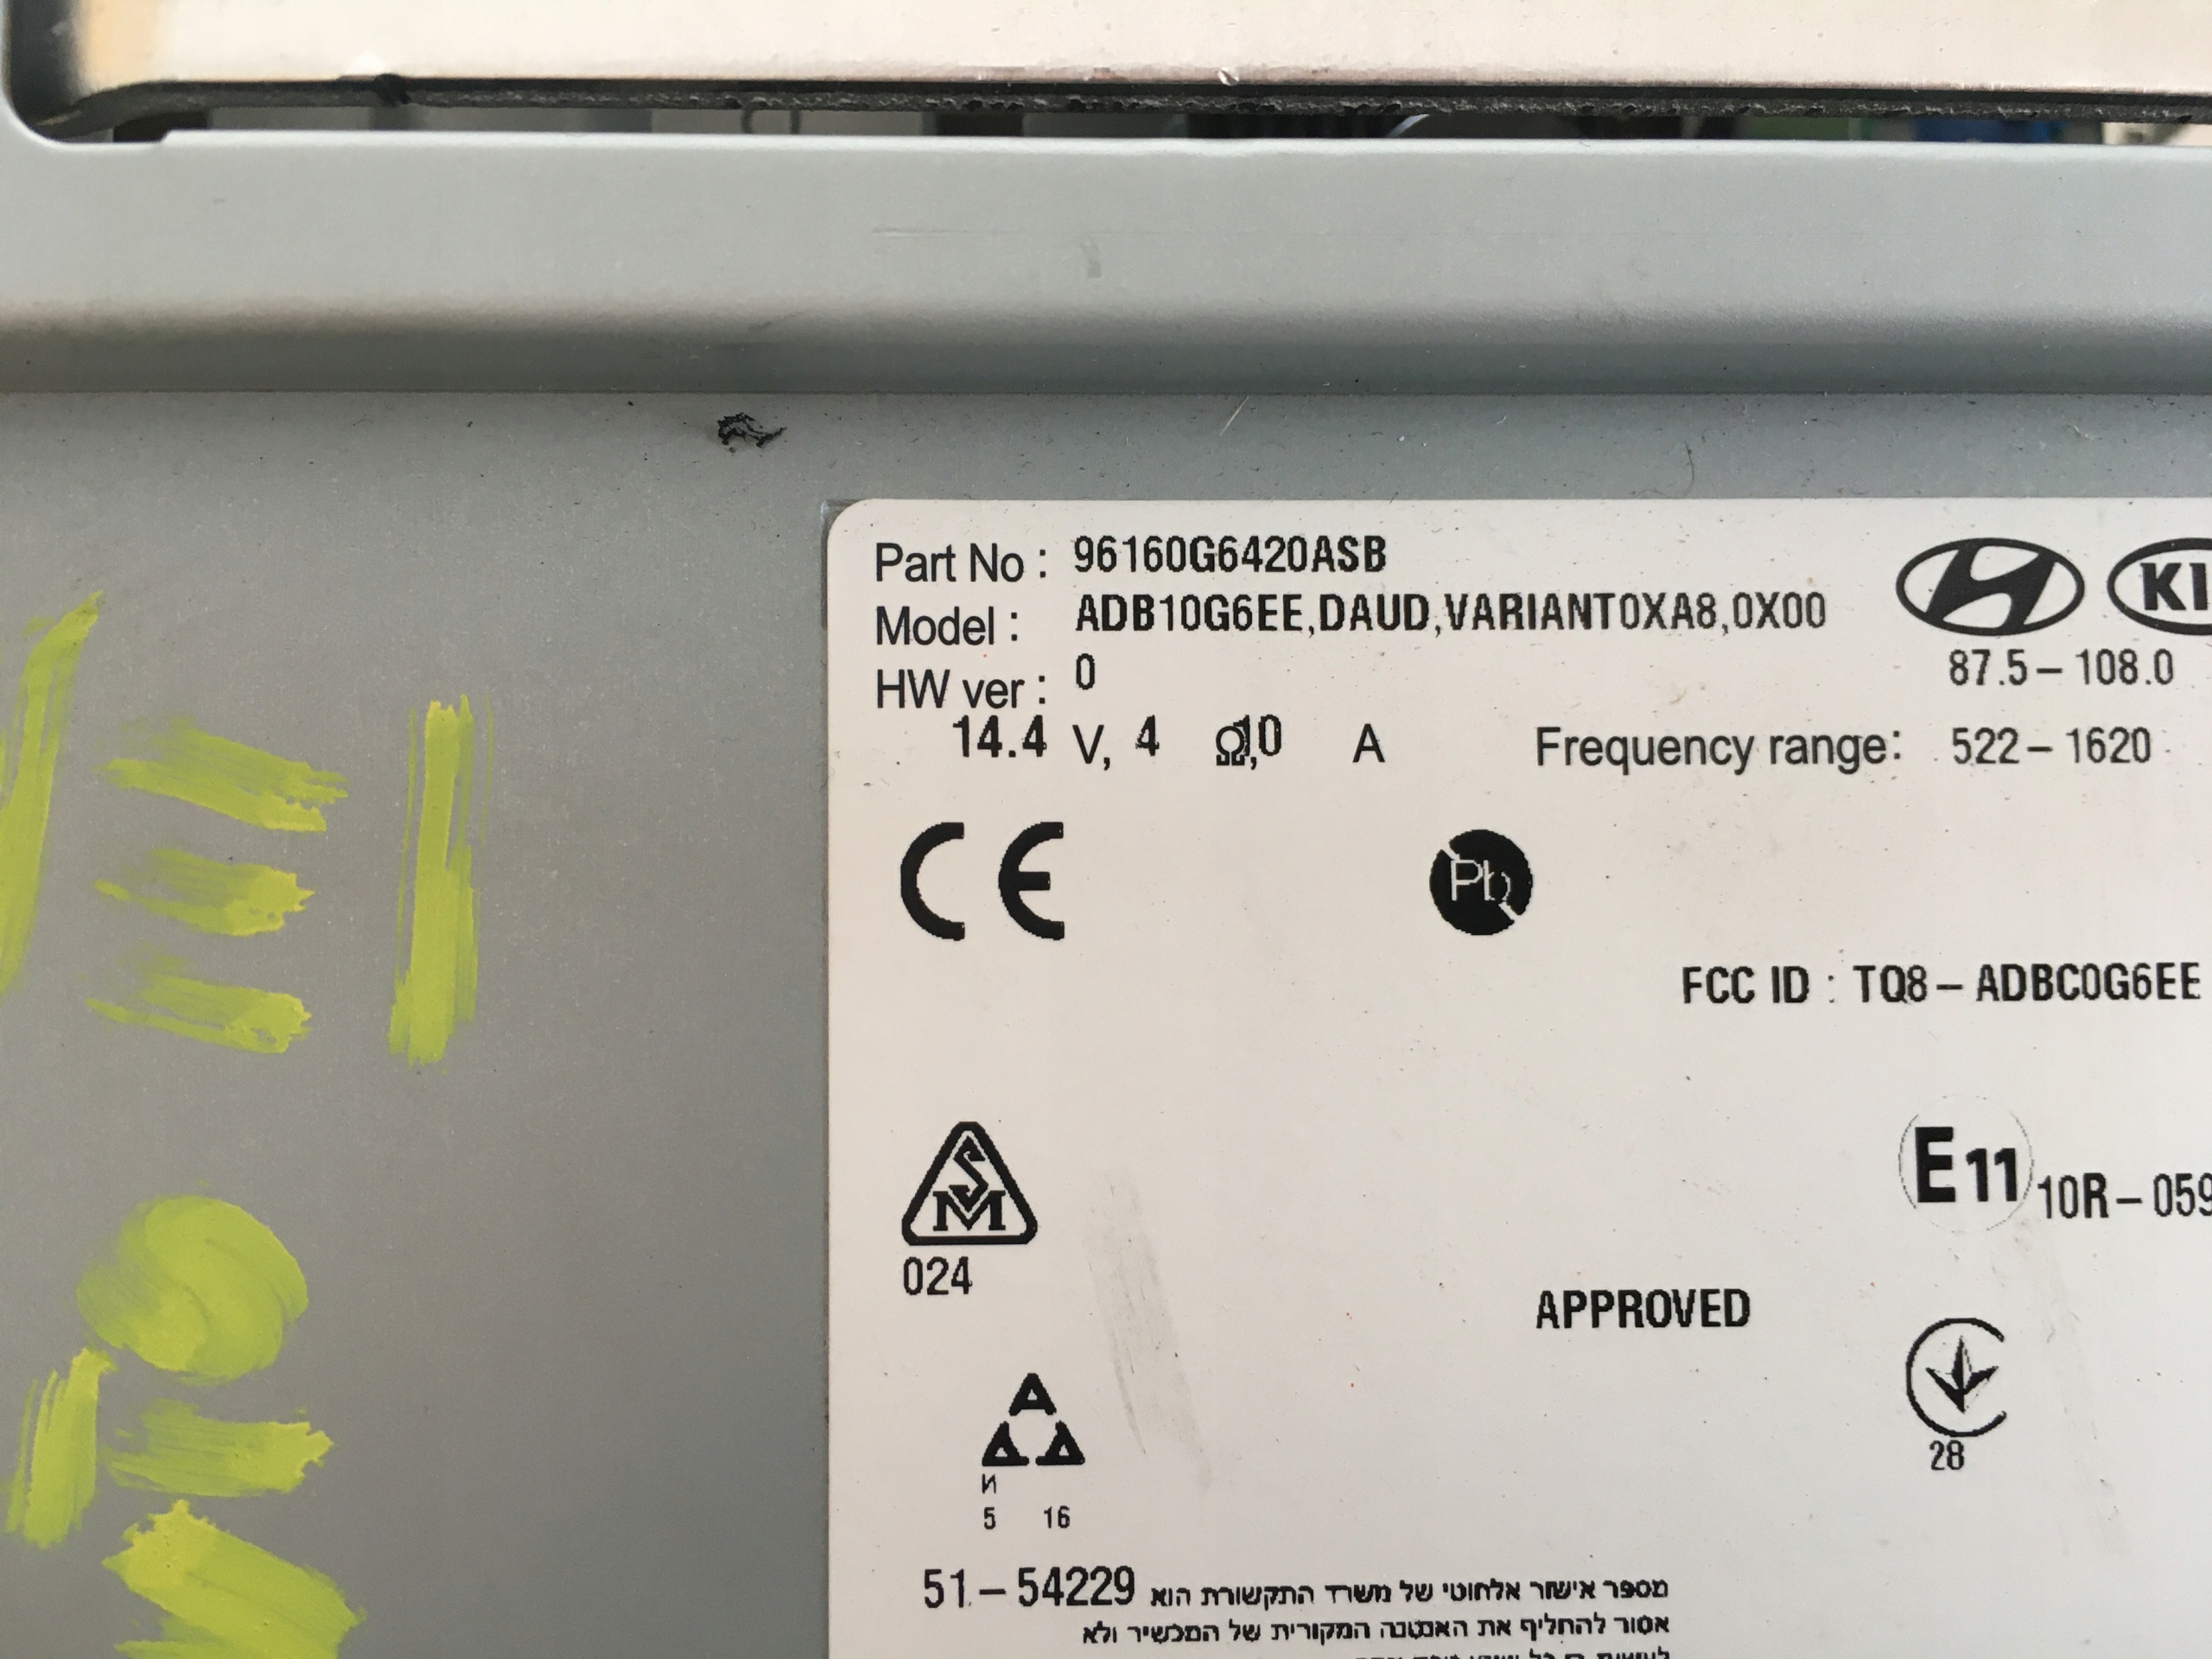 Part No : 96160G6420ASB
Model : ADB10G6EE,DAUD,VARIANT0XA8,0X00
HW ver : 0
14.4 V, 4 Ω,10 A
87.5 – 108.0
Frequency range: 522 – 1620
CE
Pb
FCC ID : TQ8 – ADBC0G6EE
SM
024
E11 10R – 059
APPROVED
28
И
5 16
51 – 54229 מספר אישור אלחוטי של משרד התקשורת הוא
אסור להחליף את האנטנה המקורית של המכשיר ולא